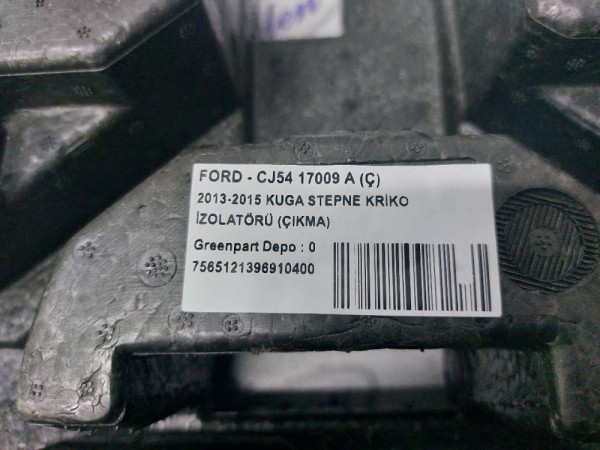 FORD - CJ54 17009 A (Ç)
2013-2015 KUGA STEPNE KRİKO
İZOLATÖRÜ (ÇIKMA)
Greenpart Depo : 0
7565121396910400